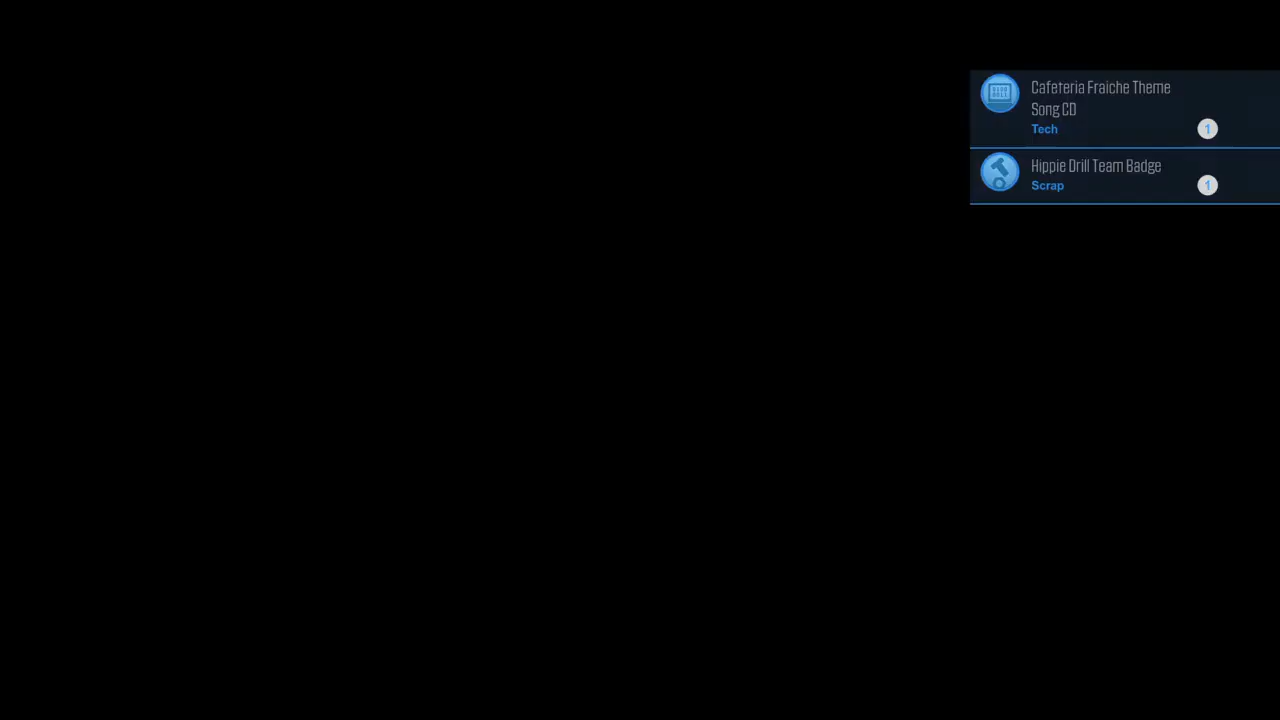 Cafeteria Fraiche Theme
Song CD
Tech
1
Hippie Drill Team Badge
Scrap
1